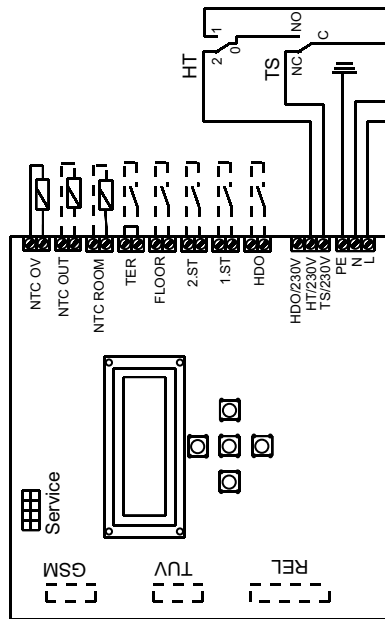 NO
1
0
2
HT
C
NC
TS
NTC OV
NTC OUT
NTC ROOM
TER
FLOOR
2.ST
1.ST
HDO
HDO/230V
HT/230V
TS/230V
PE
N
L
Service
GSM
TUV
REL